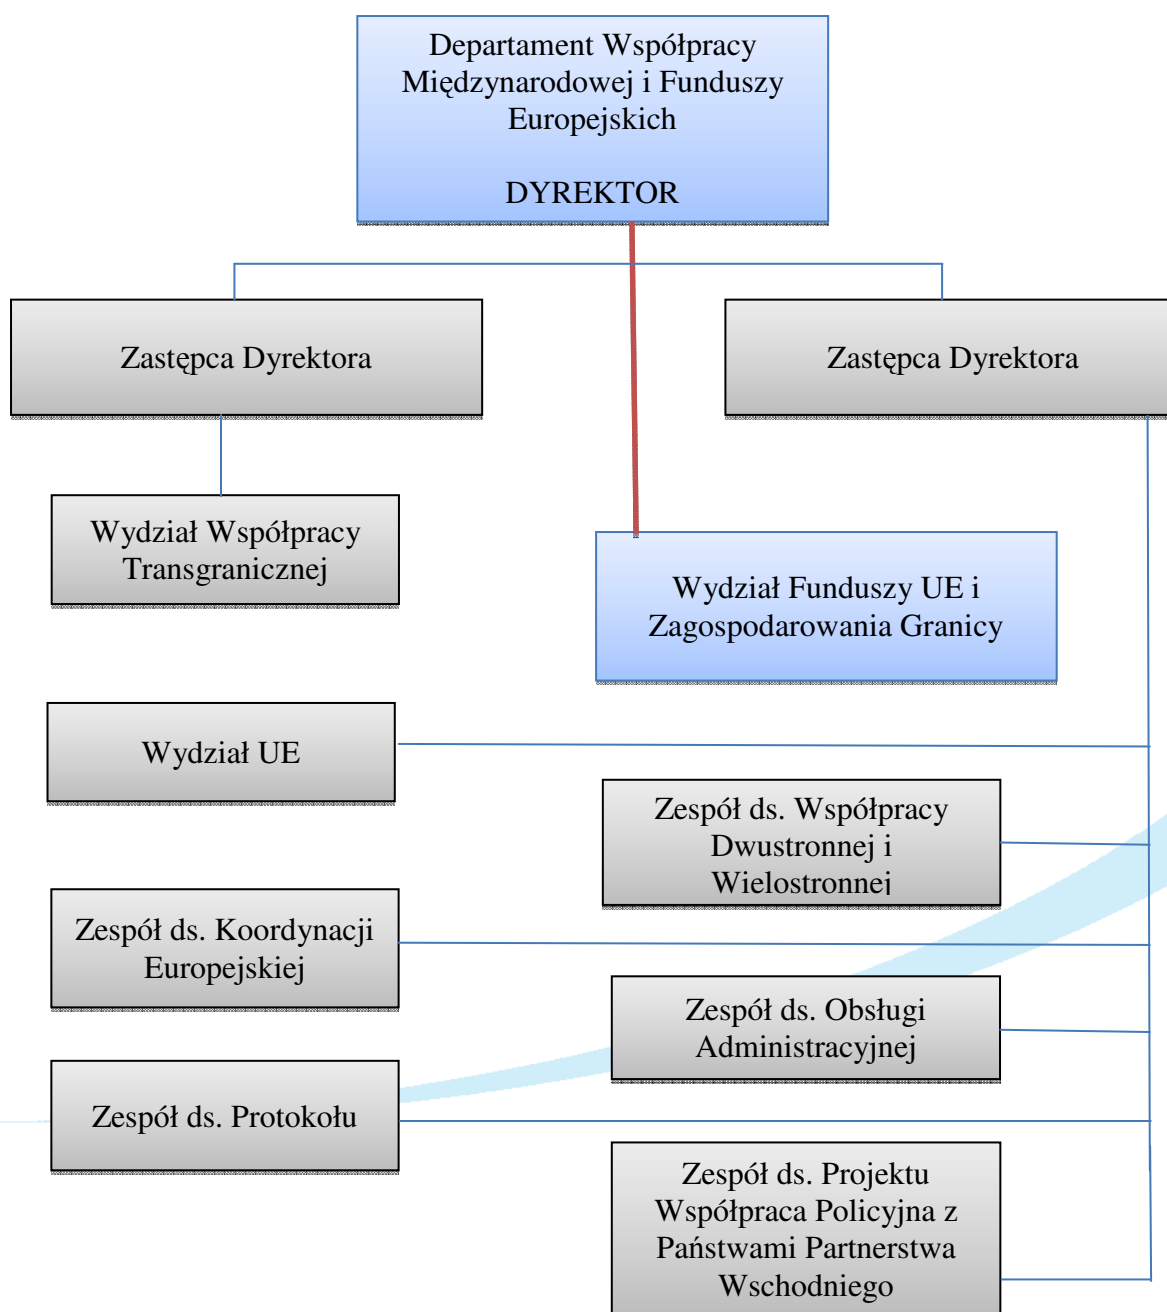 Departament Współpracy
Międzynarodowej i Funduszy
Europejskich
DYREKTOR
Zastępca Dyrektora
Zastępca Dyrektora
Wydział Współpracy
Transgranicznej
Wydział Funduszy UE i
Zagospodarowania Granicy
Wydział UE
Zespół ds. Współpracy
Dwustronnej i
Wielostronnej
Zespół ds. Koordynacji
Europejskiej
Zespół ds. Obsługi
Administracyjnej
Zespół ds. Protokołu
Zespół ds. Projektu
Współpraca Policyjna z
Państwami Partnerstwa
Wschodniego